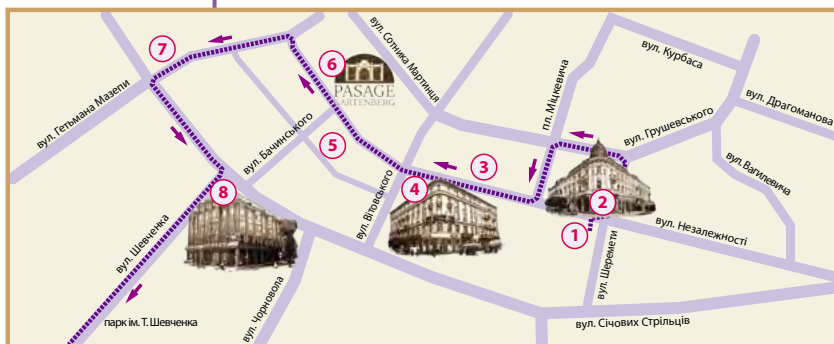 7
6
PASAGE
GARTENBERG
вул. Сотника Мартинця
пл. Міцкевича
вул. Курбаса
вул. Драгоманова
вул. Грушевського
вул. Вагилевича
вул. Гетьмана Мазепи
вул. Бачинського
5
3
4
вул. Вітовського
2
1
вул. Незалежності
вул. Шеремети
8
вул. Шевченка
парк ім. Т. Шевченка
вул. Чорновола
вул. Січових Стрільців